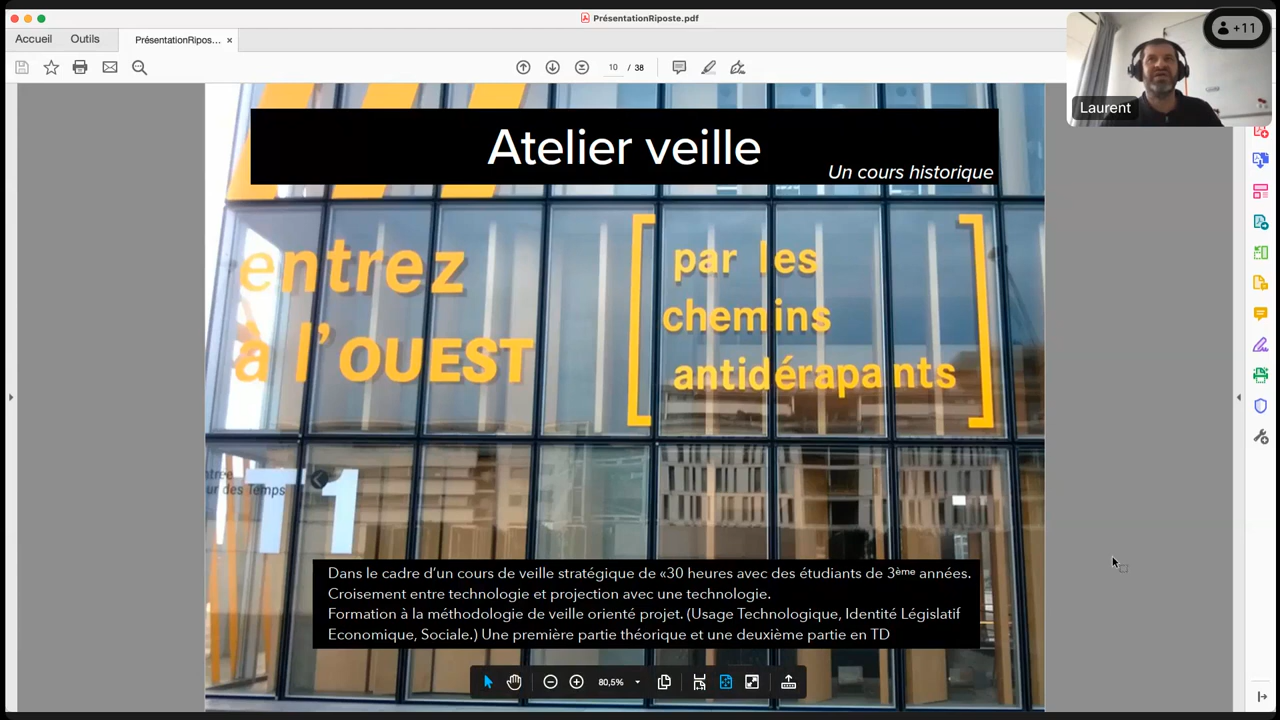 PrésentationRiposte.pdf
Accueil
Outils
PrésentationRipos...
10 / 38
+11
Laurent
Atelier veille
Un cours historique
entrez
à l'OUEST
par les
chemins
antidérapants
T1
Dans le cadre d'un cours de veille stratégique de «30 heures avec des étudiants de 3ème années.
Croisement entre technologie et projection avec une technologie.
Formation à la méthodologie de veille orienté projet. (Usage Technologique, Identité Législatif
Economique, Sociale.) Une première partie théorique et une deuxième partie en TD
80,5%